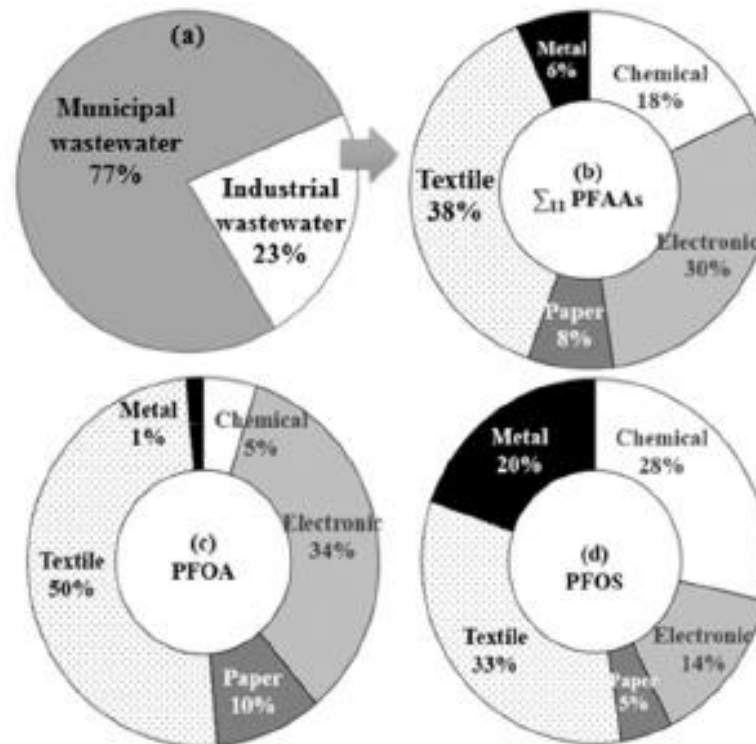 (a)
Municipal
wastewater
77%
Industrial
wastewater
23%
Metal
6%
Chemical
18%
Textile
38%
(b)
∑₁₁ PFAAs
Electronic
30%
Paper
8%
Metal
1%
Chemical
5%
Electronic
34%
Textile
50%
(c)
PFOA
Paper
10%
Metal
20%
Chemical
28%
(d)
PFOS
Textile
33%
Electronic
14%
Paper
5%